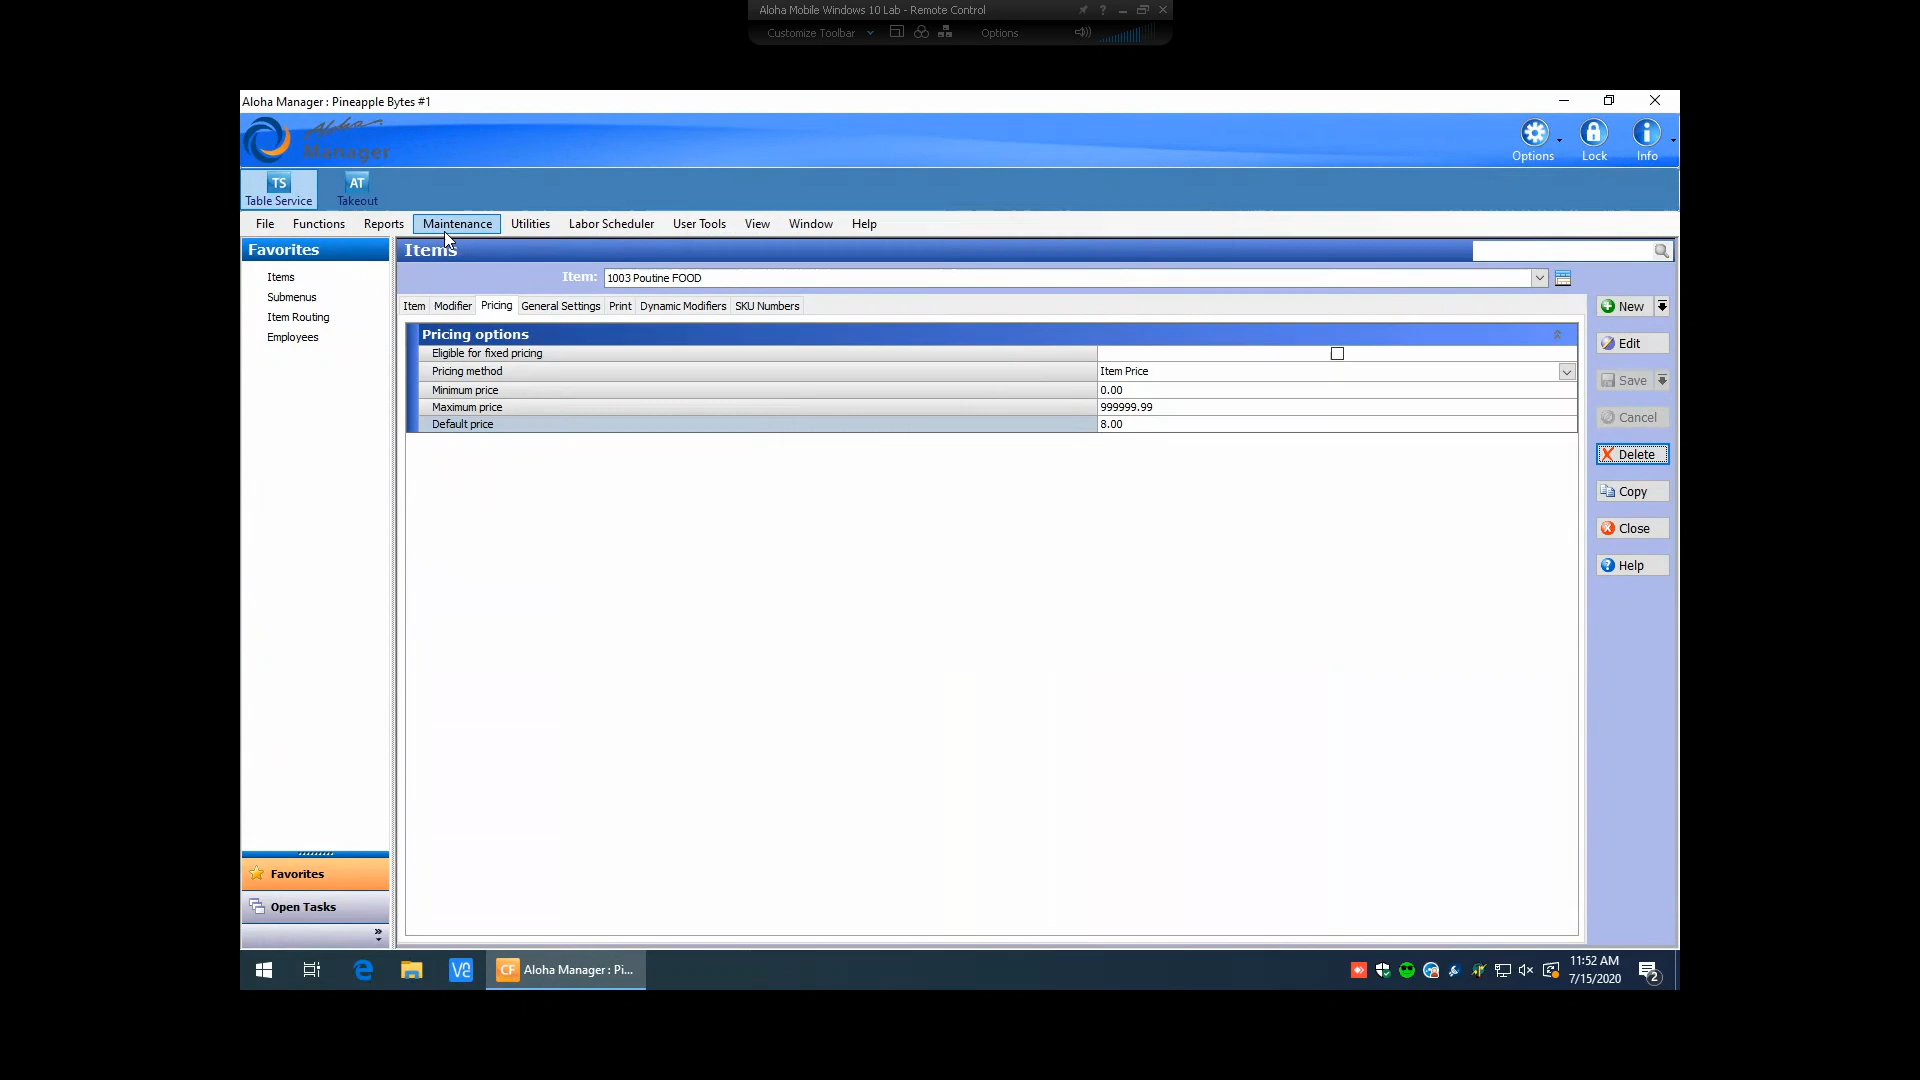 Aloha Mobile Windows 10 Lab - Remote Control
Customize Toolbar
Options
Aloha Manager : Pineapple Bytes #1
Aloha
Manager
Options
Lock
Info
TS
Table Service
AT
Takeout
File
Functions
Reports
Maintenance
Utilities
Labor Scheduler
User Tools
View
Window
Help
Favorites
Items
Submenus
Item Routing
Employees
Items
Item: 1003 Poutine FOOD
Item
Modifier
Pricing
General Settings
Print
Dynamic Modifiers
SKU Numbers
Pricing options
Eligible for fixed pricing
Pricing method Item Price
Minimum price 0.00
Maximum price 999999.99
Default price 8.00
New
Edit
Save
Cancel
Delete
Copy
Close
Help
Favorites
Open Tasks
CF Aloha Manager : Pi...
11:52 AM
7/15/2020
2